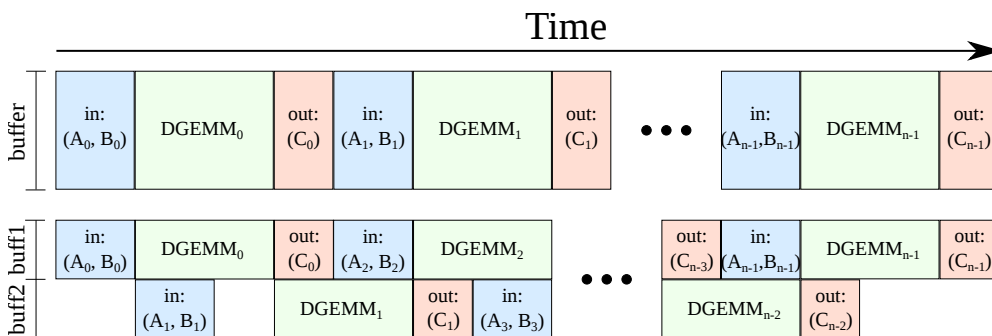 Time
buffer
in:
(A₀, B₀)
DGEMM₀
out:
(C₀)
in:
(A₁, B₁)
DGEMM₁
out:
(C₁)
•••
in:
(Aₙ₋₁,Bₙ₋₁)
DGEMMₙ₋₁
out:
(Cₙ₋₁)
buff1
in:
(A₀, B₀)
DGEMM₀
out:
(C₀)
in:
(A₂, B₂)
DGEMM₂
•••
out:
(Cₙ₋₃)
in:
(Aₙ₋₁,Bₙ₋₁)
DGEMMₙ₋₁
out:
(Cₙ₋₁)
buff2
in:
(A₁, B₁)
DGEMM₁
out:
(C₁)
in:
(A₃, B₃)
DGEMMₙ₋₂
out:
(Cₙ₋₂)